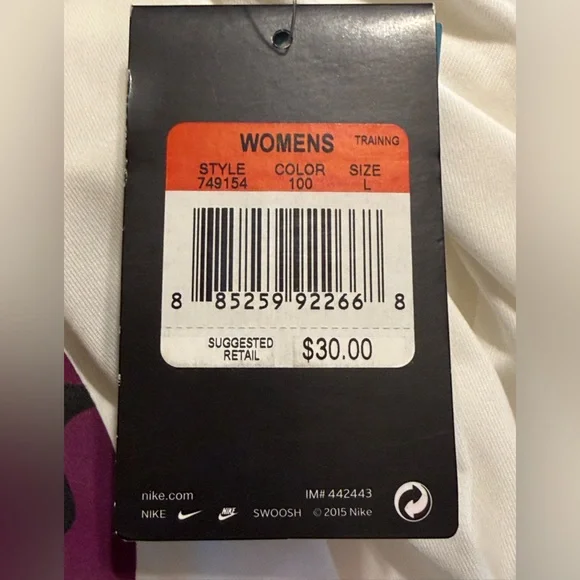 WOMENS TRAINNG
STYLE COLOR SIZE
749154 100 L
8 85259 92266 8
SUGGESTED
RETAIL $30.00
nike.com IM# 442443
NIKE NIKE SWOOSH © 2015 Nike